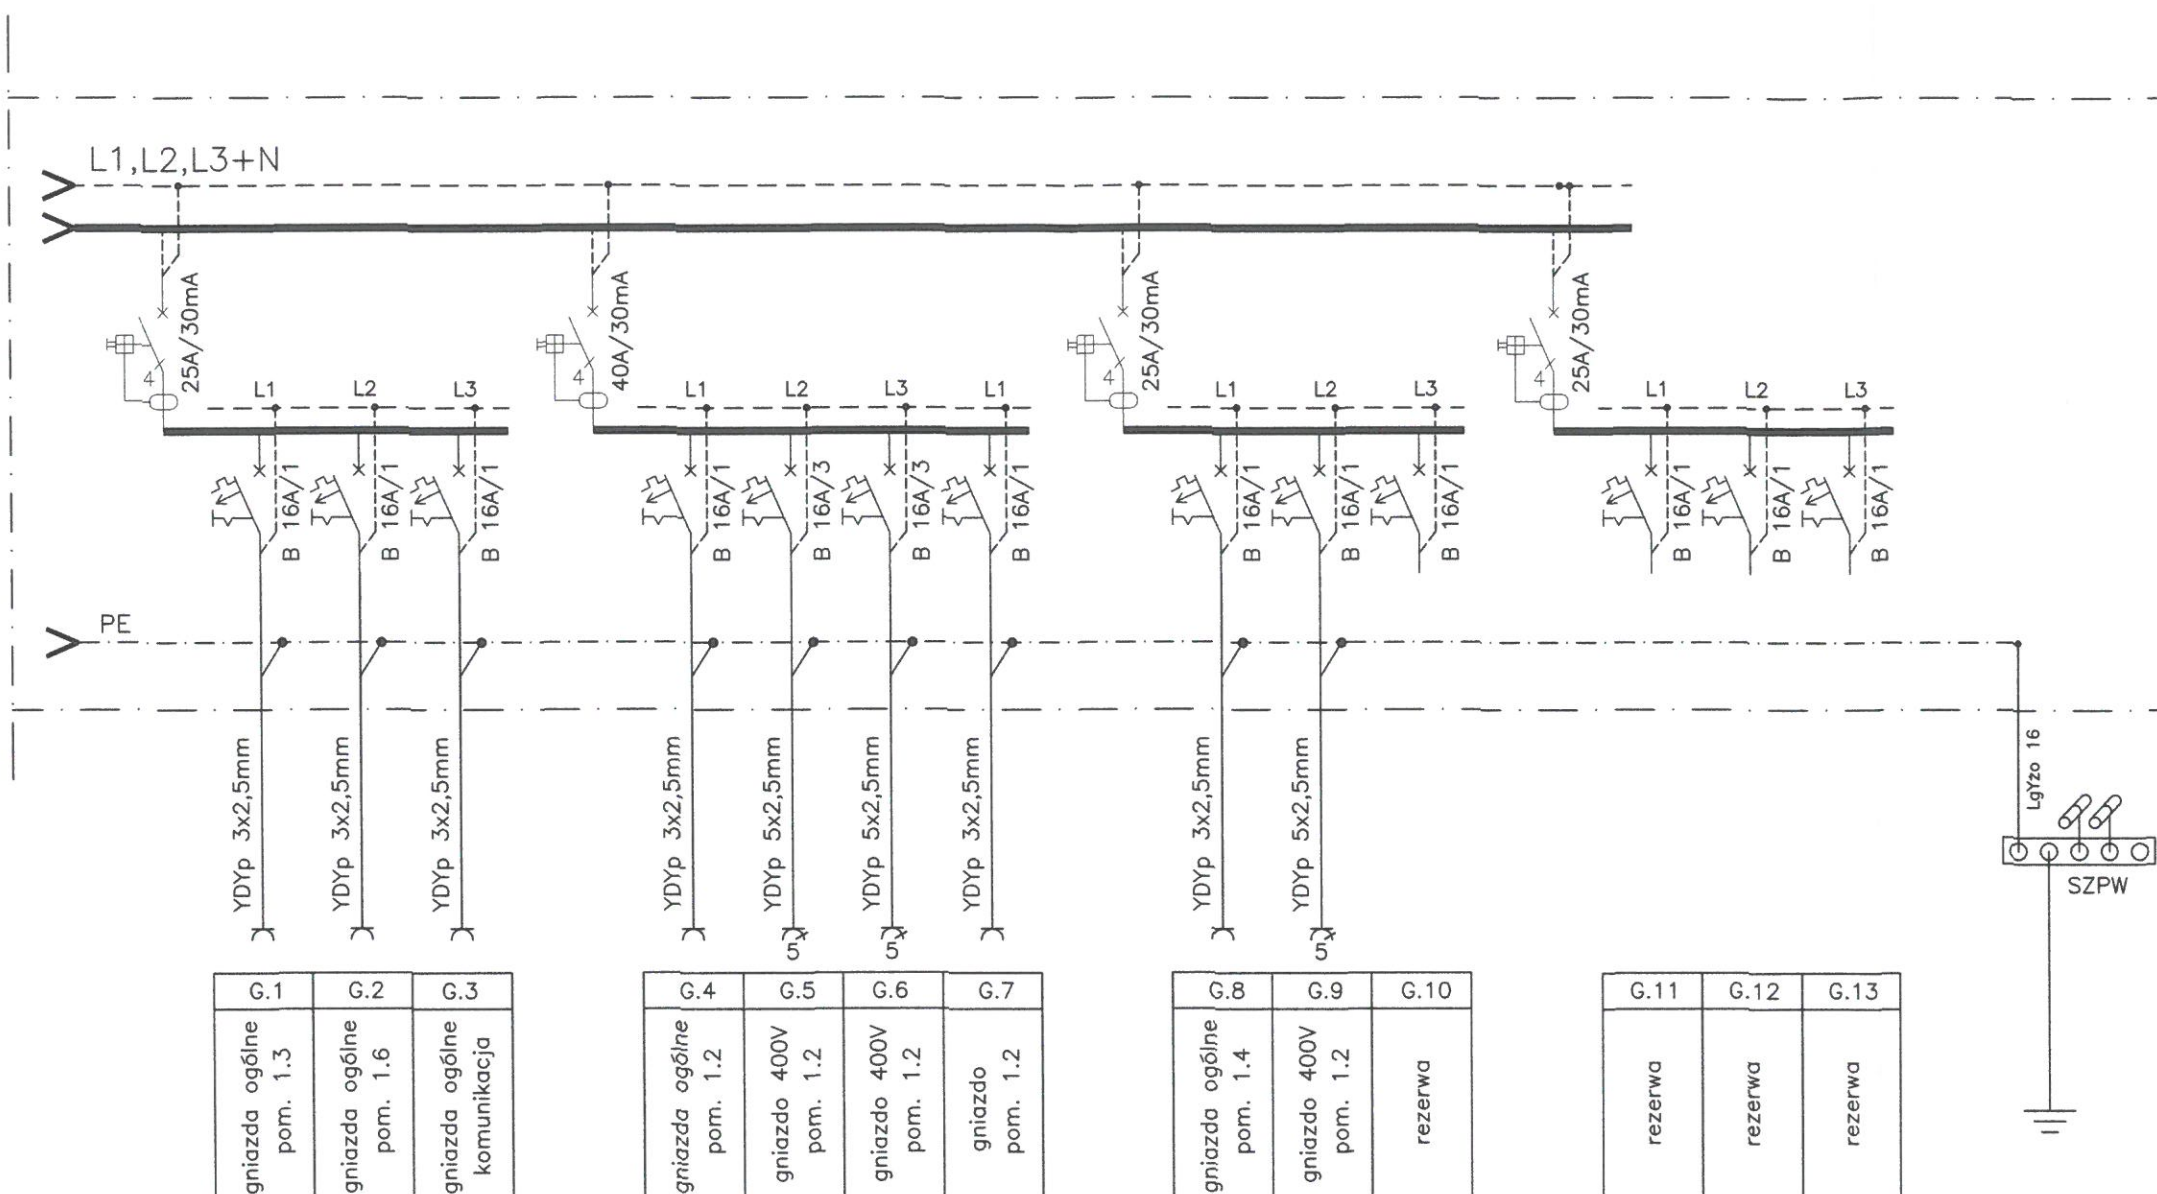 L1,L2,L3+N
25A/30mA
40A/30mA
25A/30mA
25A/30mA
4
4
4
4
L1
L2
L3
L1
L2
L3
L1
L1
L2
L3
L1
L2
L3
B 16A/1
B 16A/1
B 16A/1
B 16A/1
B 16A/3
B 16A/3
B 16A/1
B 16A/1
B 16A/1
B 16A/1
B 16A/1
B 16A/1
B 16A/1
PE
YDYp 3x2,5mm
YDYp 3x2,5mm
YDYp 3x2,5mm
YDYp 3x2,5mm
YDYp 5x2,5mm
YDYp 5x2,5mm
YDYp 3x2,5mm
YDYp 3x2,5mm
YDYp 5x2,5mm
LgYżo 16
SZPW
5
5
5
G.1
G.2
G.3
G.4
G.5
G.6
G.7
G.8
G.9
G.10
G.11
G.12
G.13
gniazda ogólne
pom. 1.3
gniazda ogólne
pom. 1.6
gniazda ogólne
komunikacja
gniazda ogólne
pom. 1.2
gniazdo 400V
pom. 1.2
gniazdo 400V
pom. 1.2
gniazdo
pom. 1.2
gniazda ogólne
pom. 1.4
gniazdo 400V
pom. 1.2
rezerwa
rezerwa
rezerwa
rezerwa